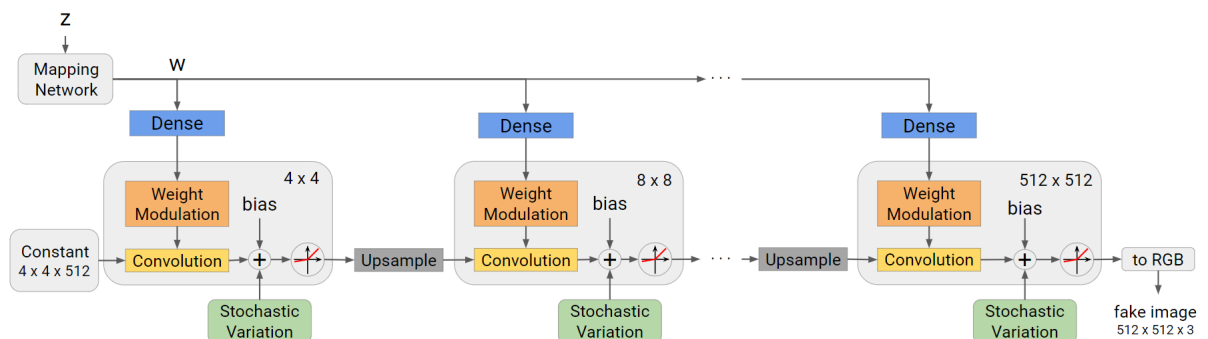 z
Mapping
Network
w
· · ·
Dense
Dense
Dense
4 x 4
Weight
Modulation
bias
Constant
4 x 4 x 512
Convolution
+
Stochastic
Variation
Upsample
8 x 8
Weight
Modulation
bias
Convolution
+
Stochastic
Variation
· · ·
Upsample
512 x 512
Weight
Modulation
bias
Convolution
+
Stochastic
Variation
to RGB
fake image
512 x 512 x 3